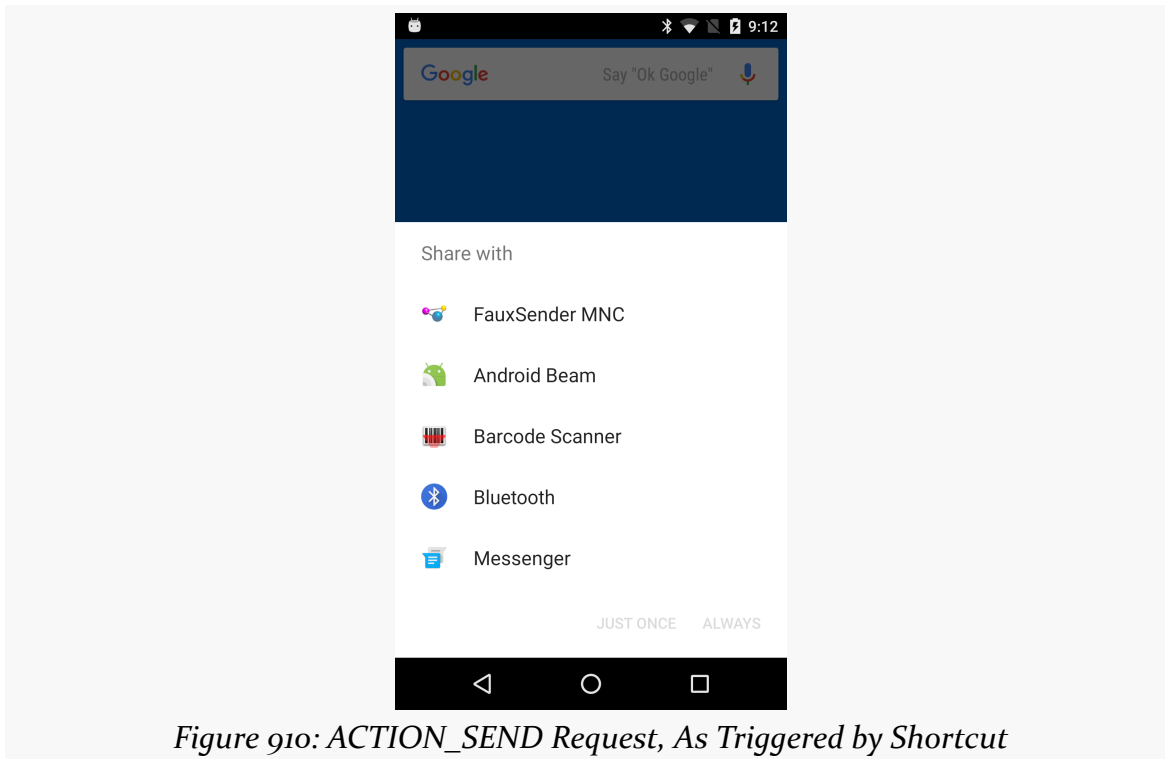 9:12
Google
Say "Ok Google"
Share with
FauxSender MNC
Android Beam
Barcode Scanner
Bluetooth
Messenger
JUST ONCE ALWAYS
Figure 910: ACTION_SEND Request, As Triggered by Shortcut